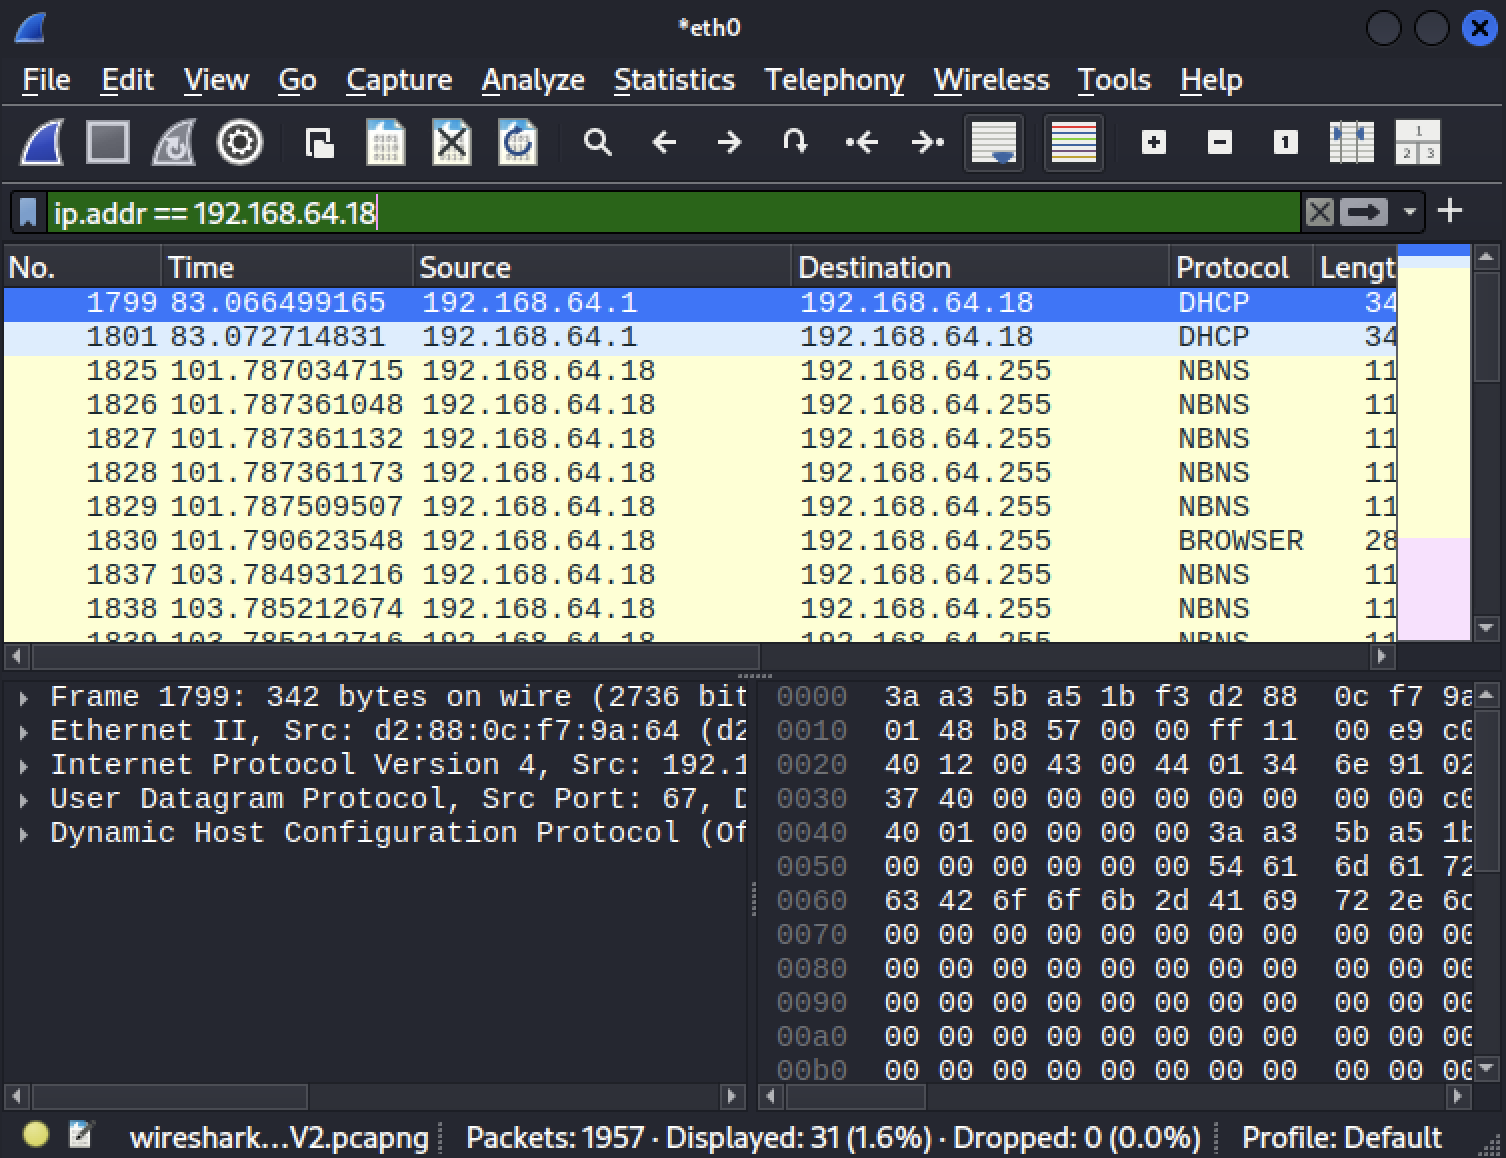 *eth0
File Edit View Go Capture Analyze Statistics Telephony Wireless Tools Help
ip.addr == 192.168.64.18
No. Time Source Destination Protocol Lengt
1799 83.066499165 192.168.64.1 192.168.64.18 DHCP 34
1801 83.072714831 192.168.64.1 192.168.64.18 DHCP 34
1825 101.787034715 192.168.64.18 192.168.64.255 NBNS 11
1826 101.787361048 192.168.64.18 192.168.64.255 NBNS 11
1827 101.787361132 192.168.64.18 192.168.64.255 NBNS 11
1828 101.787361173 192.168.64.18 192.168.64.255 NBNS 11
1829 101.787509507 192.168.64.18 192.168.64.255 NBNS 11
1830 101.790623548 192.168.64.18 192.168.64.255 BROWSER 28
1837 103.784931216 192.168.64.18 192.168.64.255 NBNS 11
1838 103.785212674 192.168.64.18 192.168.64.255 NBNS 11
1839 103.785212716 192.168.64.18 192.168.64.255 NBNS 11
Frame 1799: 342 bytes on wire (2736 bit
Ethernet II, Src: d2:88:0c:f7:9a:64 (d2
Internet Protocol Version 4, Src: 192.1
User Datagram Protocol, Src Port: 67, D
Dynamic Host Configuration Protocol (Of
0000 3a a3 5b a5 1b f3 d2 88 0c f7 9a
0010 01 48 b8 57 00 00 ff 11 00 e9 c0
0020 40 12 00 43 00 44 01 34 6e 91 02
0030 37 40 00 00 00 00 00 00 00 00 c0
0040 40 01 00 00 00 00 3a a3 5b a5 1b
0050 00 00 00 00 00 00 54 61 6d 61 72
0060 63 42 6f 6f 6b 2d 41 69 72 2e 6c
0070 00 00 00 00 00 00 00 00 00 00 00
0080 00 00 00 00 00 00 00 00 00 00 00
0090 00 00 00 00 00 00 00 00 00 00 00
00a0 00 00 00 00 00 00 00 00 00 00 00
00b0 00 00 00 00 00 00 00 00 00 00 00
wireshark...V2.pcapng Packets: 1957 · Displayed: 31 (1.6%) · Dropped: 0 (0.0%) Profile: Default